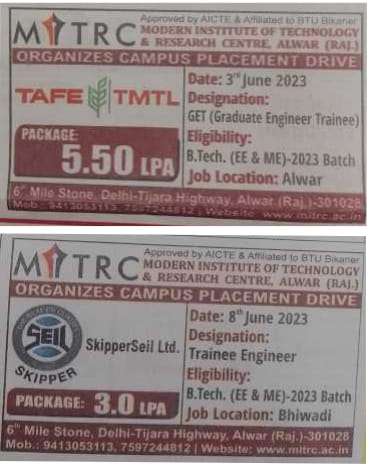 MITRC
Approved by AICTE & Affiliated to BTU Bikaner
MODERN INSTITUTE OF TECHNOLOGY
& RESEARCH CENTRE, ALWAR (RAJ.)
ORGANIZES CAMPUS PLACEMENT DRIVE
TAFE TMTL
PACKAGE:
5.50 LPA
Date: 3rd June 2023
Designation:
GET (Graduate Engineer Trainee)
Eligibility:
B.Tech. (EE & ME)-2023 Batch
Job Location: Alwar
6th Mile Stone, Delhi-Tijara Highway, Alwar (Raj.)-301028
Mob.: 9413053113, 7597244812 | Website: www.mitrc.ac.in
MITRC
Approved by AICTE & Affiliated to BTU Bikaner
MODERN INSTITUTE OF TECHNOLOGY
& RESEARCH CENTRE, ALWAR (RAJ.)
ORGANIZES CAMPUS PLACEMENT DRIVE
SEIL
SKIPPER
SkipperSeil Ltd.
PACKAGE: 3.0 LPA
Date: 8th June 2023
Designation:
Trainee Engineer
Eligibility:
B.Tech. (EE & ME)-2023 Batch
Job Location: Bhiwadi
6th Mile Stone, Delhi-Tijara Highway, Alwar (Raj.)-301028
Mob.: 9413053113, 7597244812 | Website: www.mitrc.ac.in